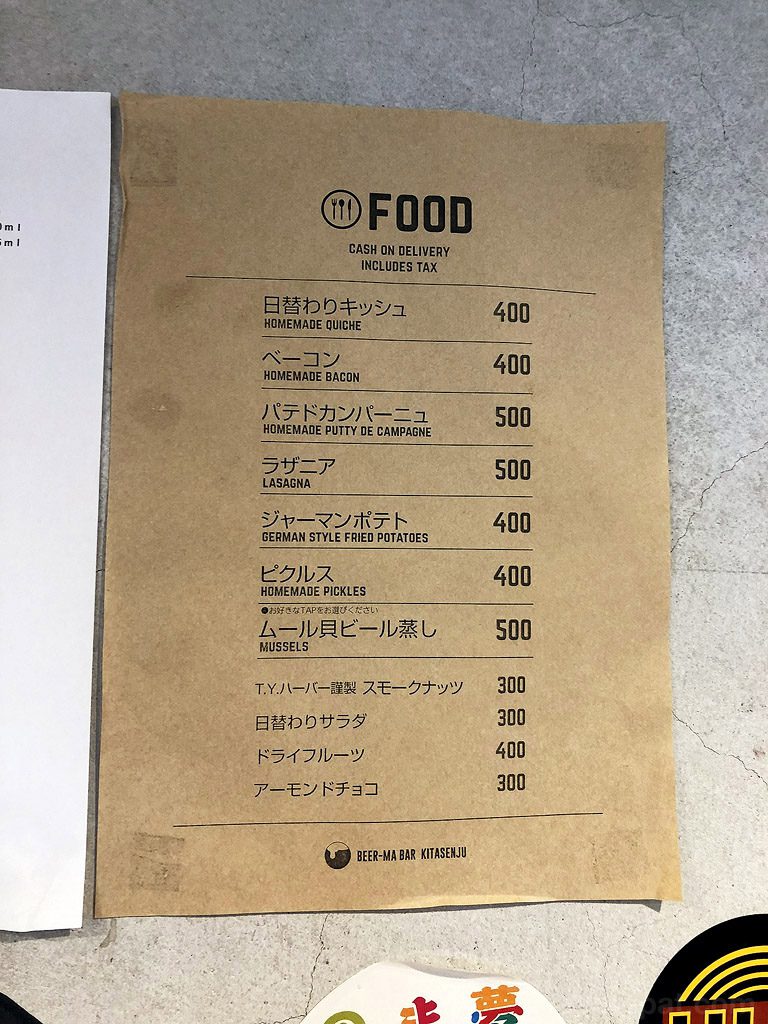 0ml
5ml
FOOD
CASH ON DELIVERY
INCLUDES TAX
日替わりキッシュ 400
HOMEMADE QUICHE
ベーコン 400
HOMEMADE BACON
パテドカンパーニュ 500
HOMEMADE PUTTY DE CAMPAGNE
ラザニア 500
LASAGNA
ジャーマンポテト 400
GERMAN STYLE FRIED POTATOES
ピクルス 400
HOMEMADE PICKLES
●お好きなTAPをお選びください
ムール貝ビール蒸し 500
MUSSELS
T.Y.ハーバー謹製 スモークナッツ 300
日替わりサラダ 300
ドライフルーツ 400
アーモンドチョコ 300
BEER-MA BAR KITASENJU
夢